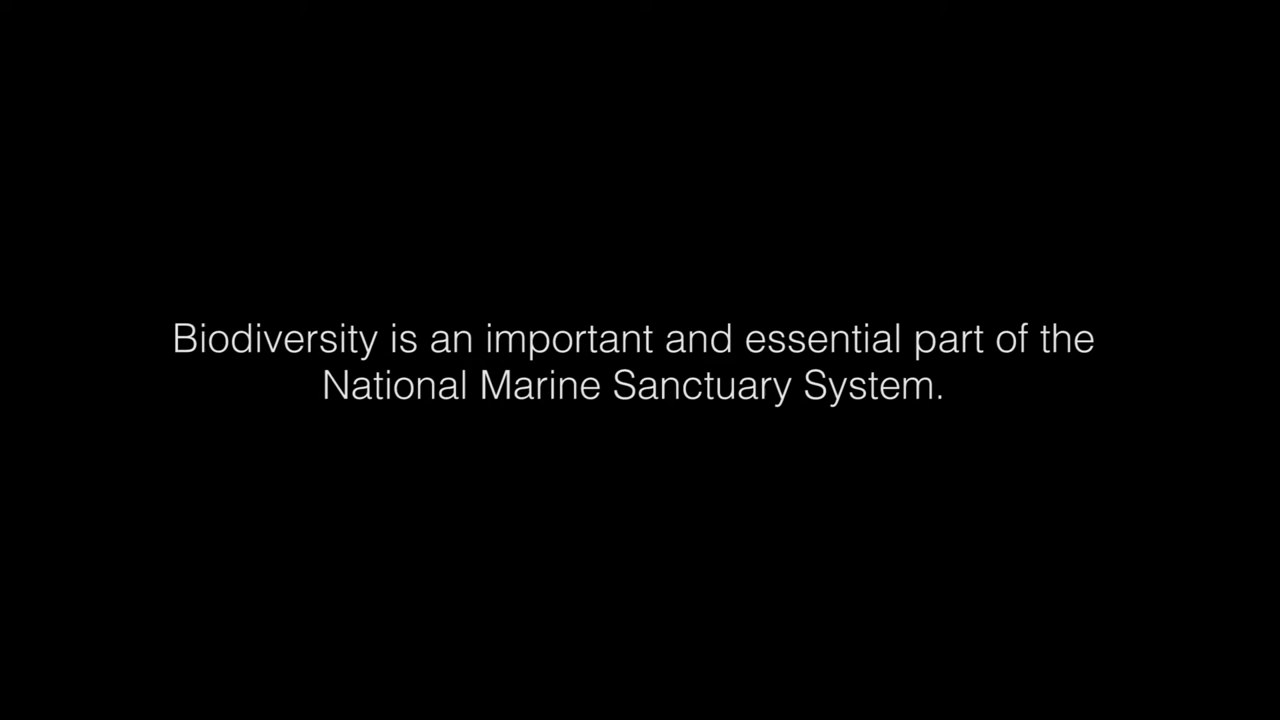 Biodiversity is an important and essential part of the
National Marine Sanctuary System.